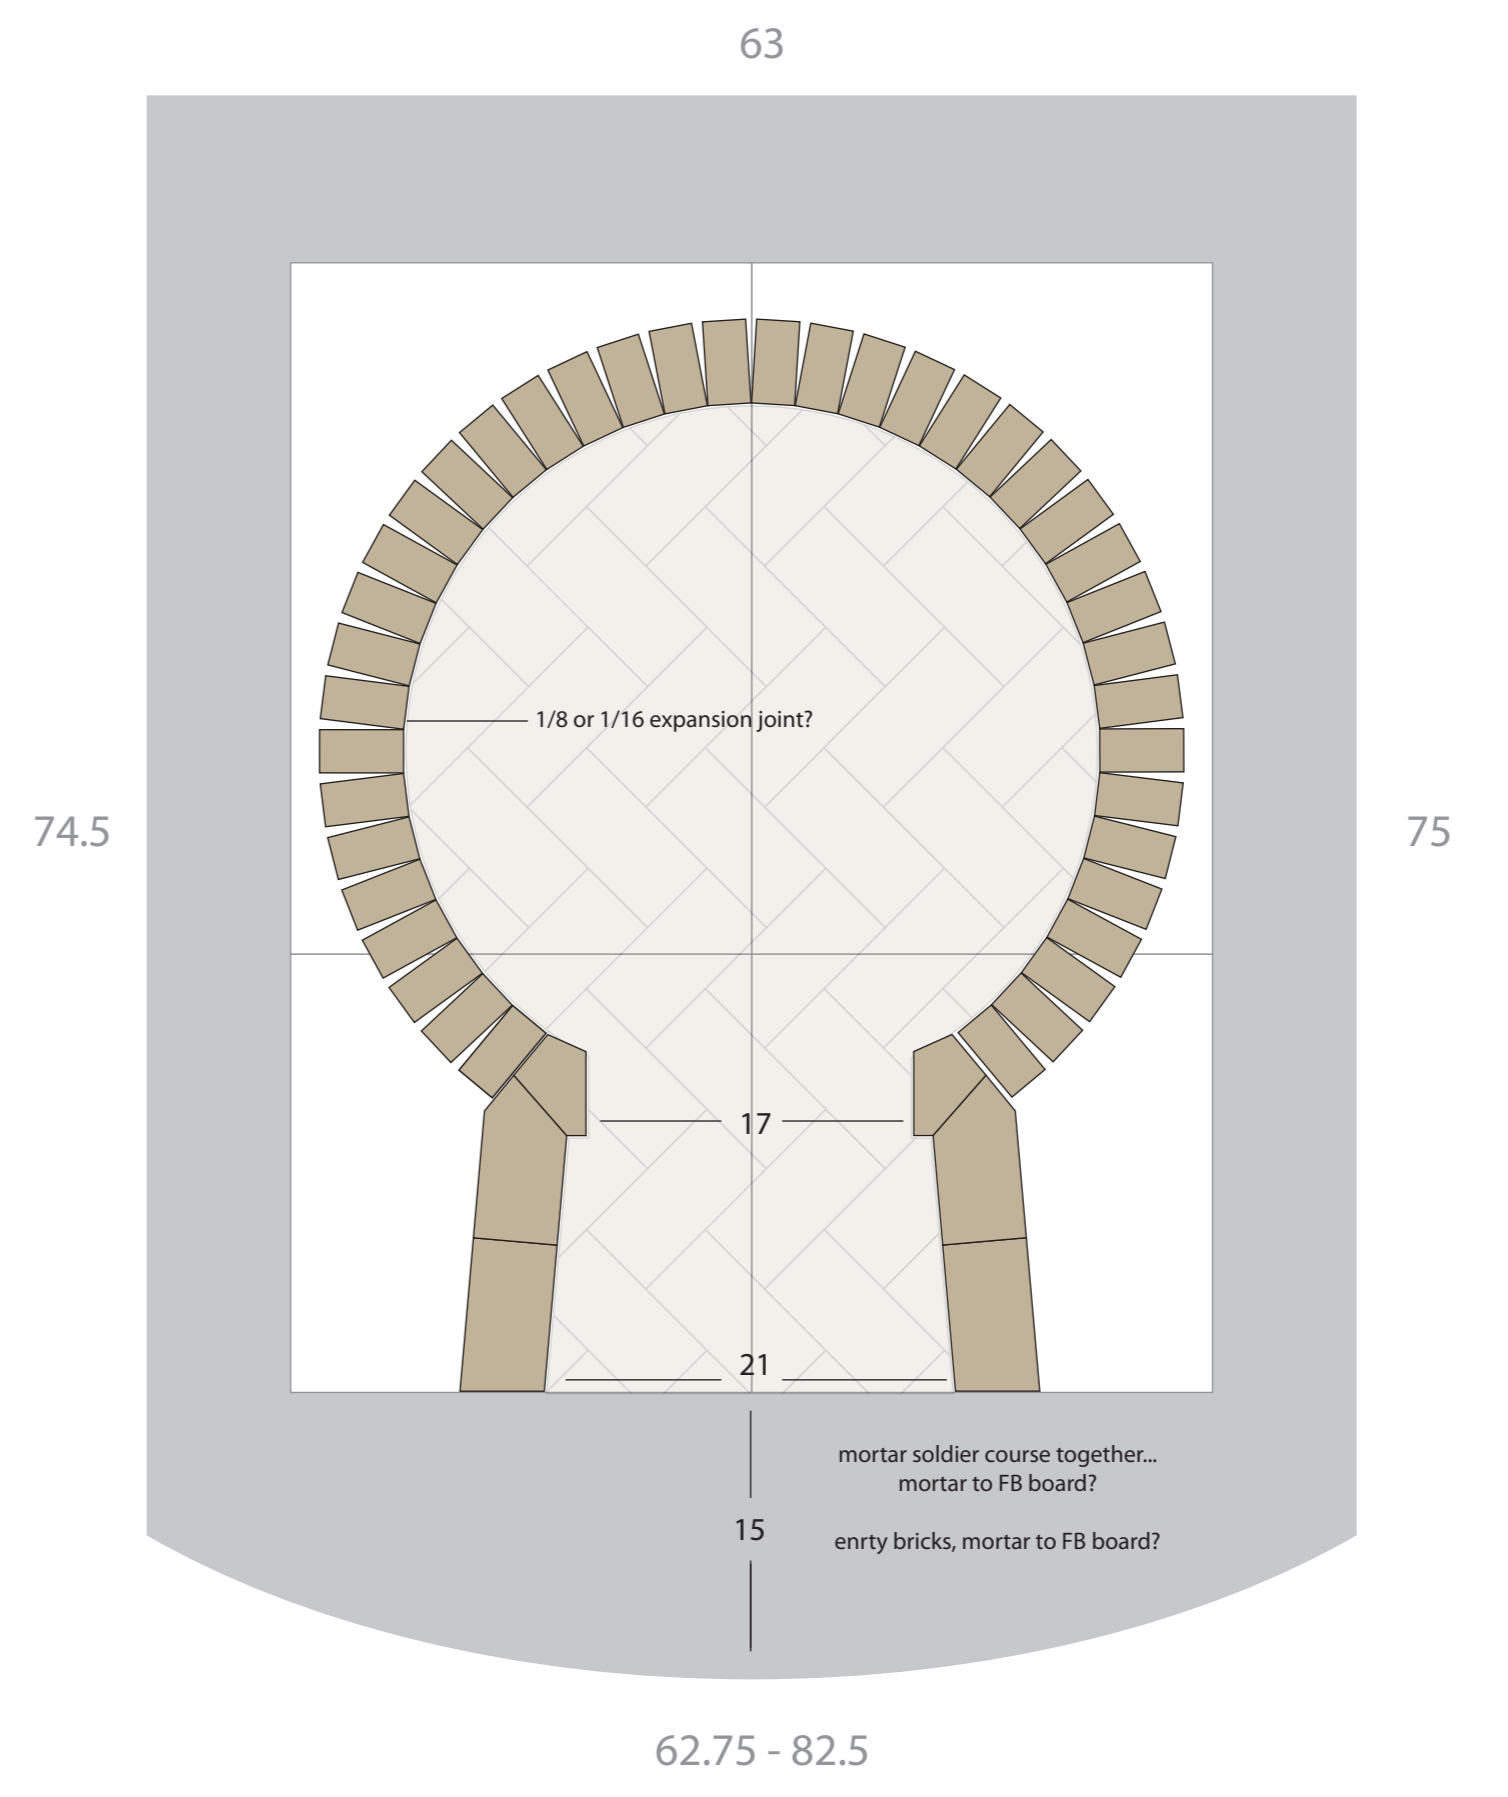 63
1/8 or 1/16 expansion joint?
74.5
75
17
21
mortar soldier course together...
mortar to FB board?
15
enrty bricks, mortar to FB board?
62.75 - 82.5